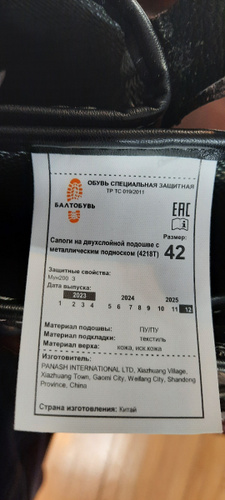 ОБУВЬ СПЕЦИАЛЬНАЯ ЗАЩИТНАЯ
ТР ТС 019/2011
БАЛТОБУВЬ
EAC
Размер:
Сапоги на двухслойной подошве с
металлическим подноском (4218Т)
42
Защитные свойства:
Мун200 З
Дата выпуска:
2023 2024 2025
1 2 3 4 5 6 7 8 9 10 11 12
Материал подошвы: ПУ/ПУ
Материал подкладки: текстиль
Материал верха: кожа, иск.кожа
Изготовитель:
PANASH INTERNATIONAL LTD, Xiazhuang Village,
Xiazhuang Town, Gaomi City, Weifang City, Shandong
Province, China
Страна изготовления: Китай